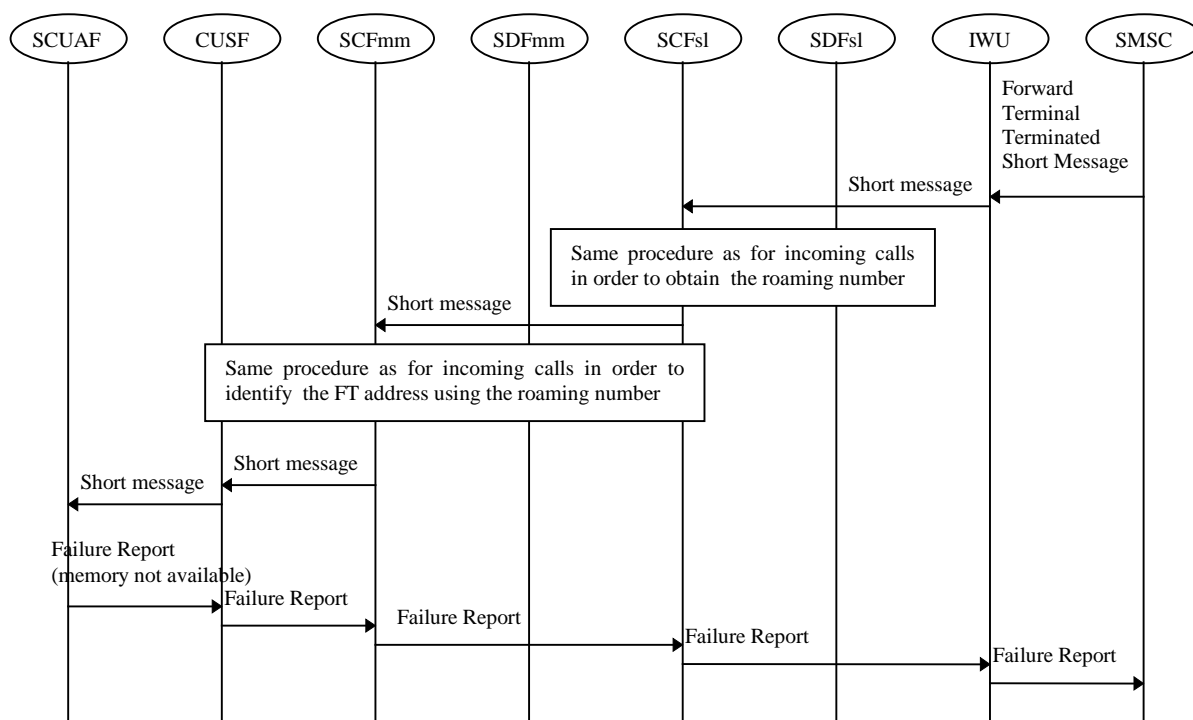 SCUAF
CUSF
SCFmm
SDFmm
SCFsl
SDFsl
IWU
SMSC
Forward
Terminal
Terminated
Short Message
Short message
Same procedure as for incoming calls
in order to obtain the roaming number
Short message
Same procedure as for incoming calls in order to
identify the FT address using the roaming number
Short message
Short message
Failure Report
(memory not available)
Failure Report
Failure Report
Failure Report
Failure Report